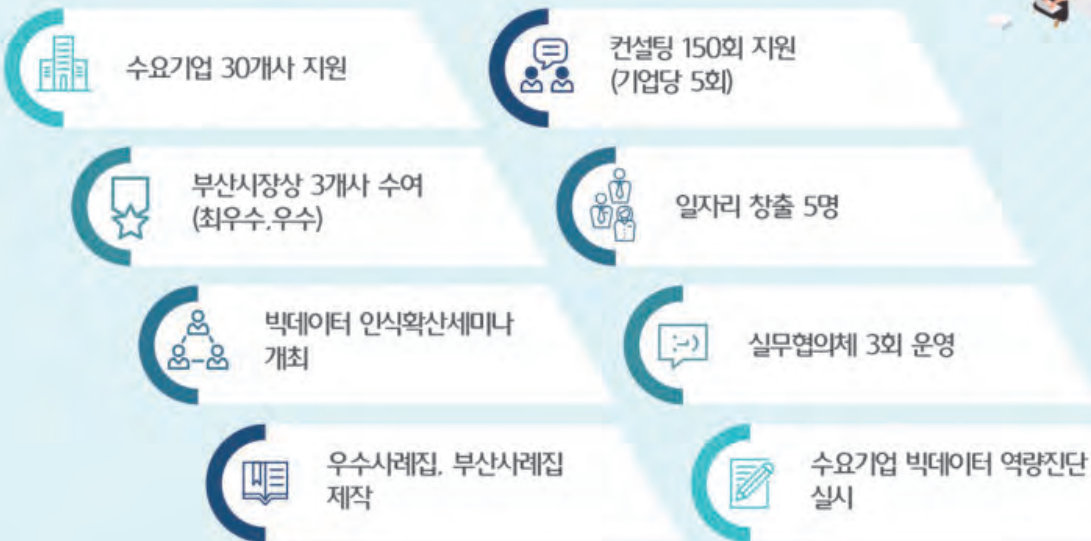 수요기업 30개사 지원
컨설팅 150회 지원
(기업당 5회)
부산시장상 3개사 수여
(최우수.우수)
일자리 창출 5명
빅데이터 인식확산세미나
개최
실무협의체 3회 운영
우수사례집. 부산사례집
제작
수요기업 빅데이터 역량진단
실시